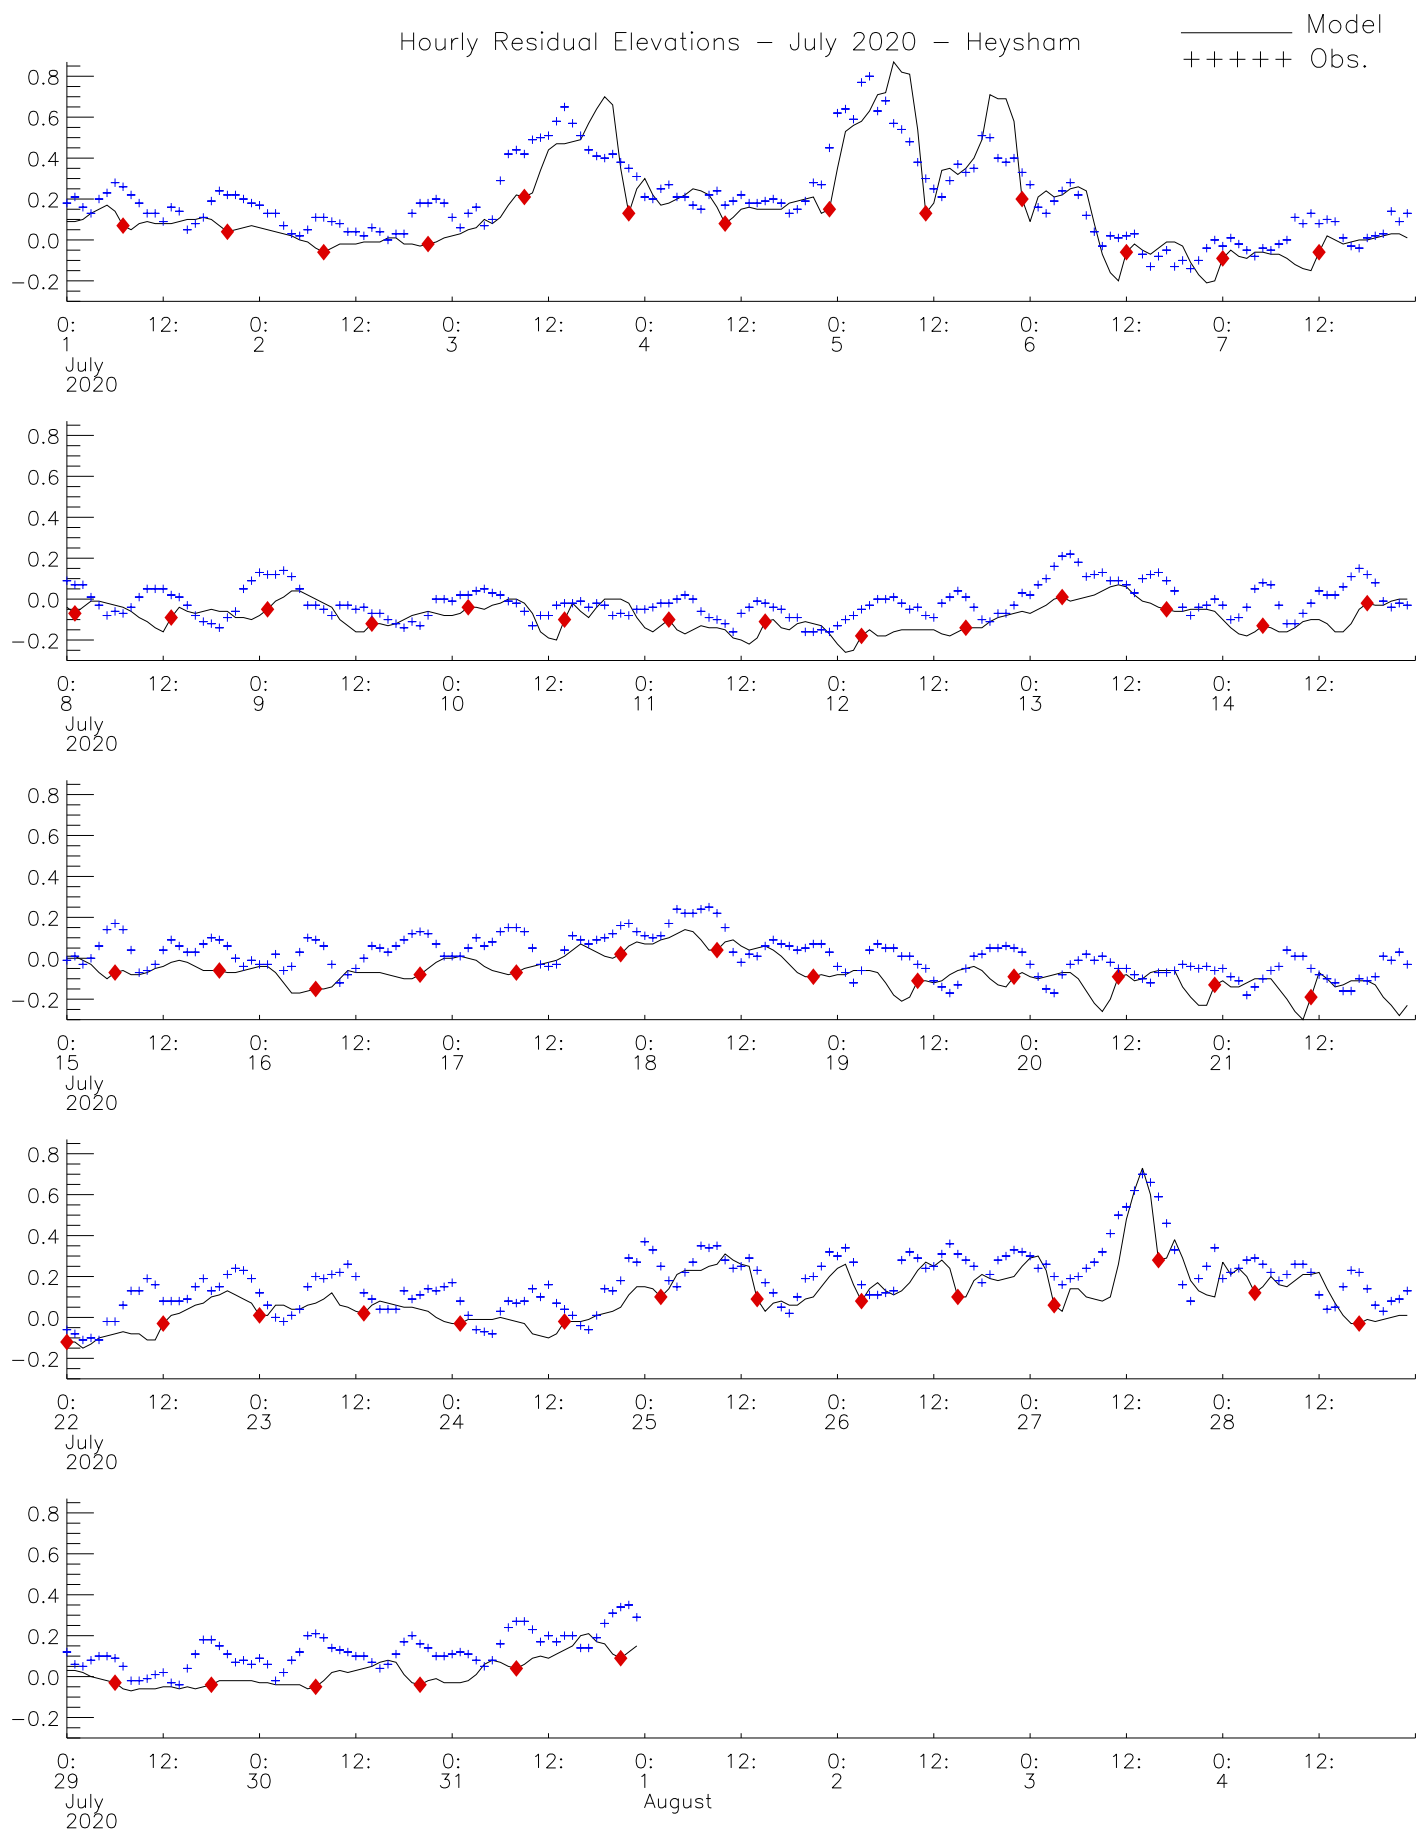 Hourly Residual Elevations – July 2020 – Heysham
Model
+++++ Obs.
0.8
0.6
0.4
0.2
0.0
−0.2
0: 12: 0: 12: 0: 12: 0: 12: 0: 12: 0: 12: 0: 12:
1 2 3 4 5 6 7
July
2020
0.8
0.6
0.4
0.2
0.0
−0.2
0: 12: 0: 12: 0: 12: 0: 12: 0: 12: 0: 12: 0: 12:
8 9 10 11 12 13 14
July
2020
0.8
0.6
0.4
0.2
0.0
−0.2
0: 12: 0: 12: 0: 12: 0: 12: 0: 12: 0: 12: 0: 12:
15 16 17 18 19 20 21
July
2020
0.8
0.6
0.4
0.2
0.0
−0.2
0: 12: 0: 12: 0: 12: 0: 12: 0: 12: 0: 12: 0: 12:
22 23 24 25 26 27 28
July
2020
0.8
0.6
0.4
0.2
0.0
−0.2
0: 12: 0: 12: 0: 12: 0: 12: 0: 12: 0: 12: 0: 12:
29 30 31 1 2 3 4
July August
2020